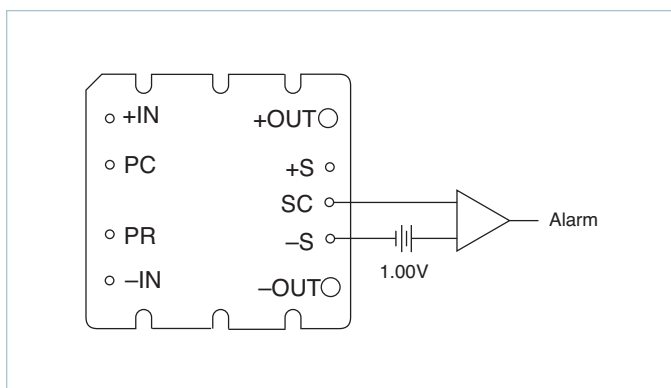 +IN
+OUT
PC
+S
SC
PR
–S
Alarm
1.00V
–IN
–OUT